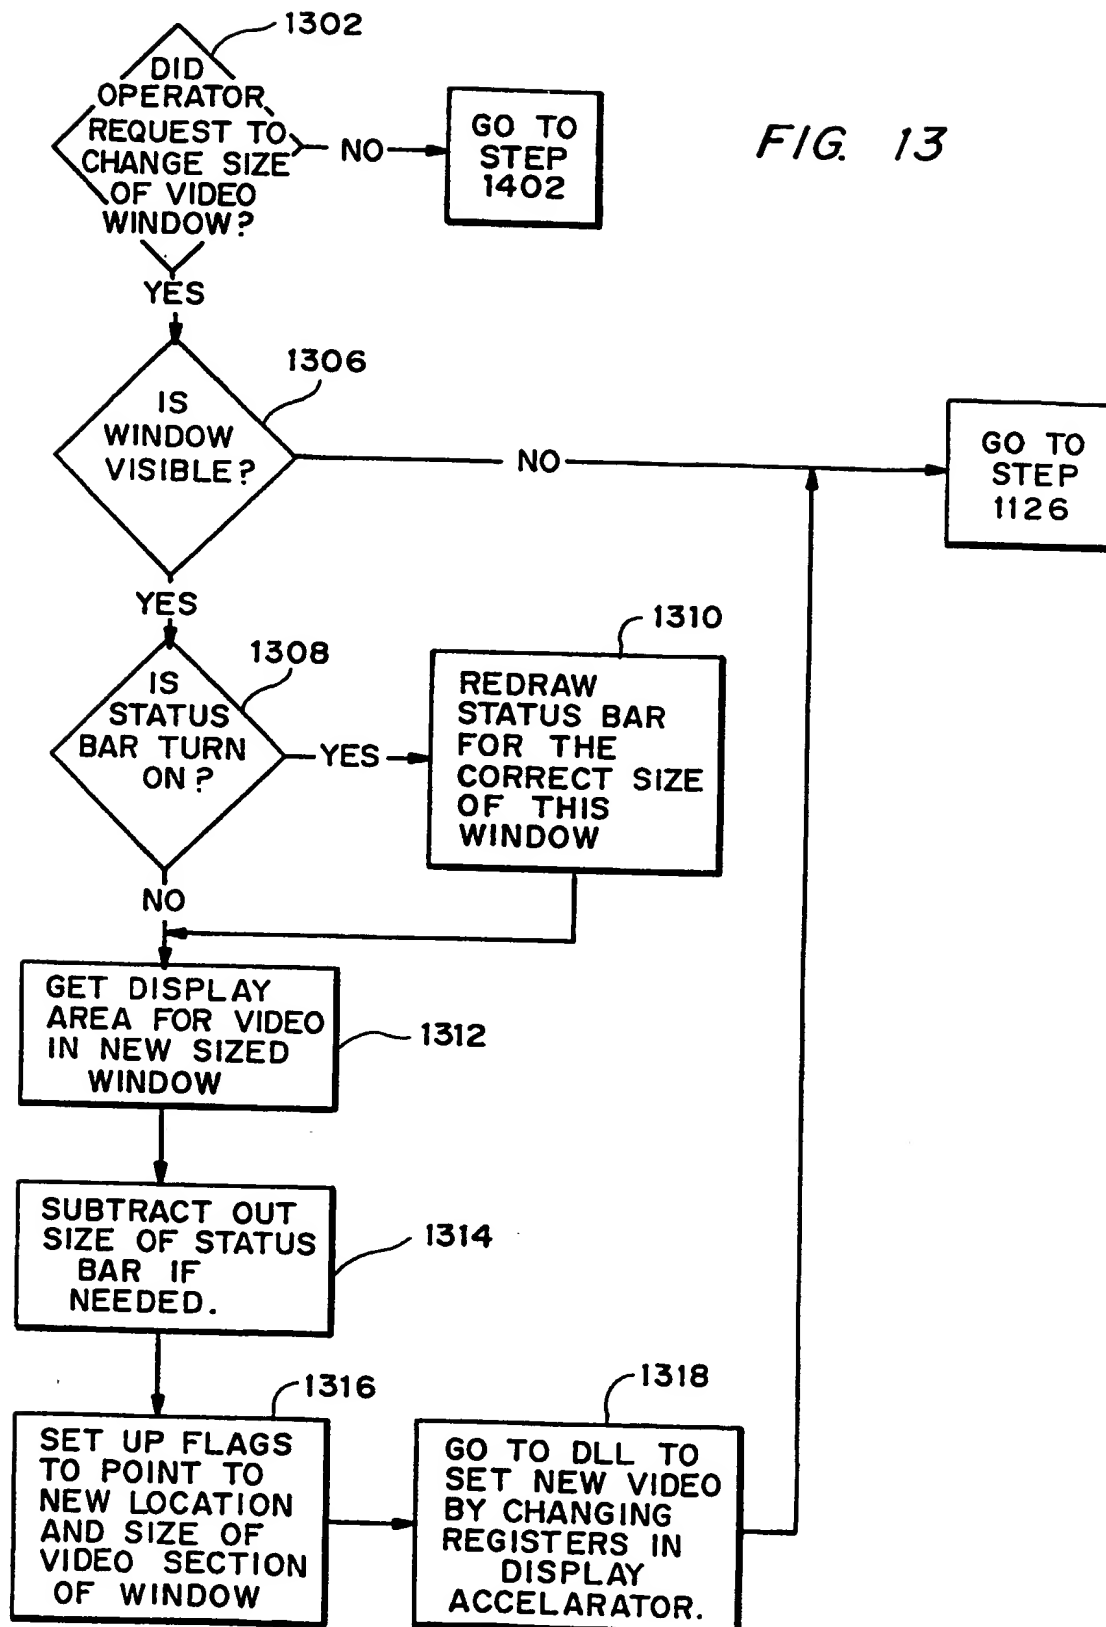 1302
DID
OPERATOR
REQUEST TO
CHANGE SIZE
OF VIDEO
WINDOW?
NO
GO TO
STEP
1402
FIG. 13
YES
1306
IS
WINDOW
VISIBLE?
NO
GO TO
STEP
1126
YES
1308
IS
STATUS
BAR TURN
ON?
YES
1310
REDRAW
STATUS BAR
FOR THE
CORRECT SIZE
OF THIS
WINDOW
NO
GET DISPLAY
AREA FOR VIDEO
IN NEW SIZED
WINDOW
1312
SUBTRACT OUT
SIZE OF STATUS
BAR IF
NEEDED.
1314
1316
SET UP FLAGS
TO POINT TO
NEW LOCATION
AND SIZE OF
VIDEO SECTION
OF WINDOW
1318
GO TO DLL TO
SET NEW VIDEO
BY CHANGING
REGISTERS IN
DISPLAY
ACCELARATOR.